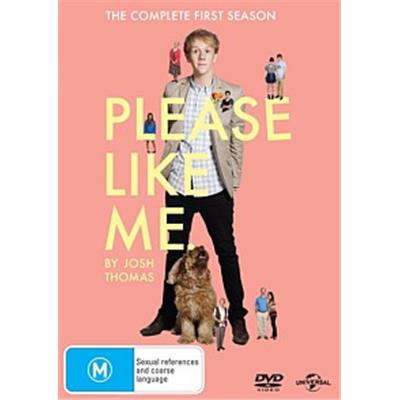 THE COMPLETE FIRST SEASON
PLEASE
LIKE
ME.
BY JOSH
THOMAS
M
Sexual references
and coarse
language
DVD
VIDEO
UNIVERSAL